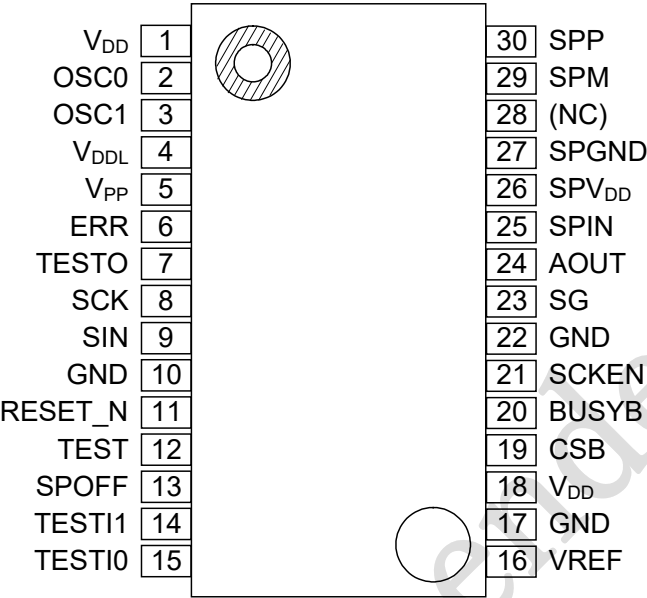 VDD 1 30 SPP
OSC0 2 29 SPM
OSC1 3 28 (NC)
VDDL 4 27 SPGND
VPP 5 26 SPVDD
ERR 6 25 SPIN
TESTO 7 24 AOUT
SCK 8 23 SG
SIN 9 22 GND
GND 10 21 SCKEN
RESET_N 11 20 BUSYB
TEST 12 19 CSB
SPOFF 13 18 VDD
TESTI1 14 17 GND
TESTI0 15 16 VREF